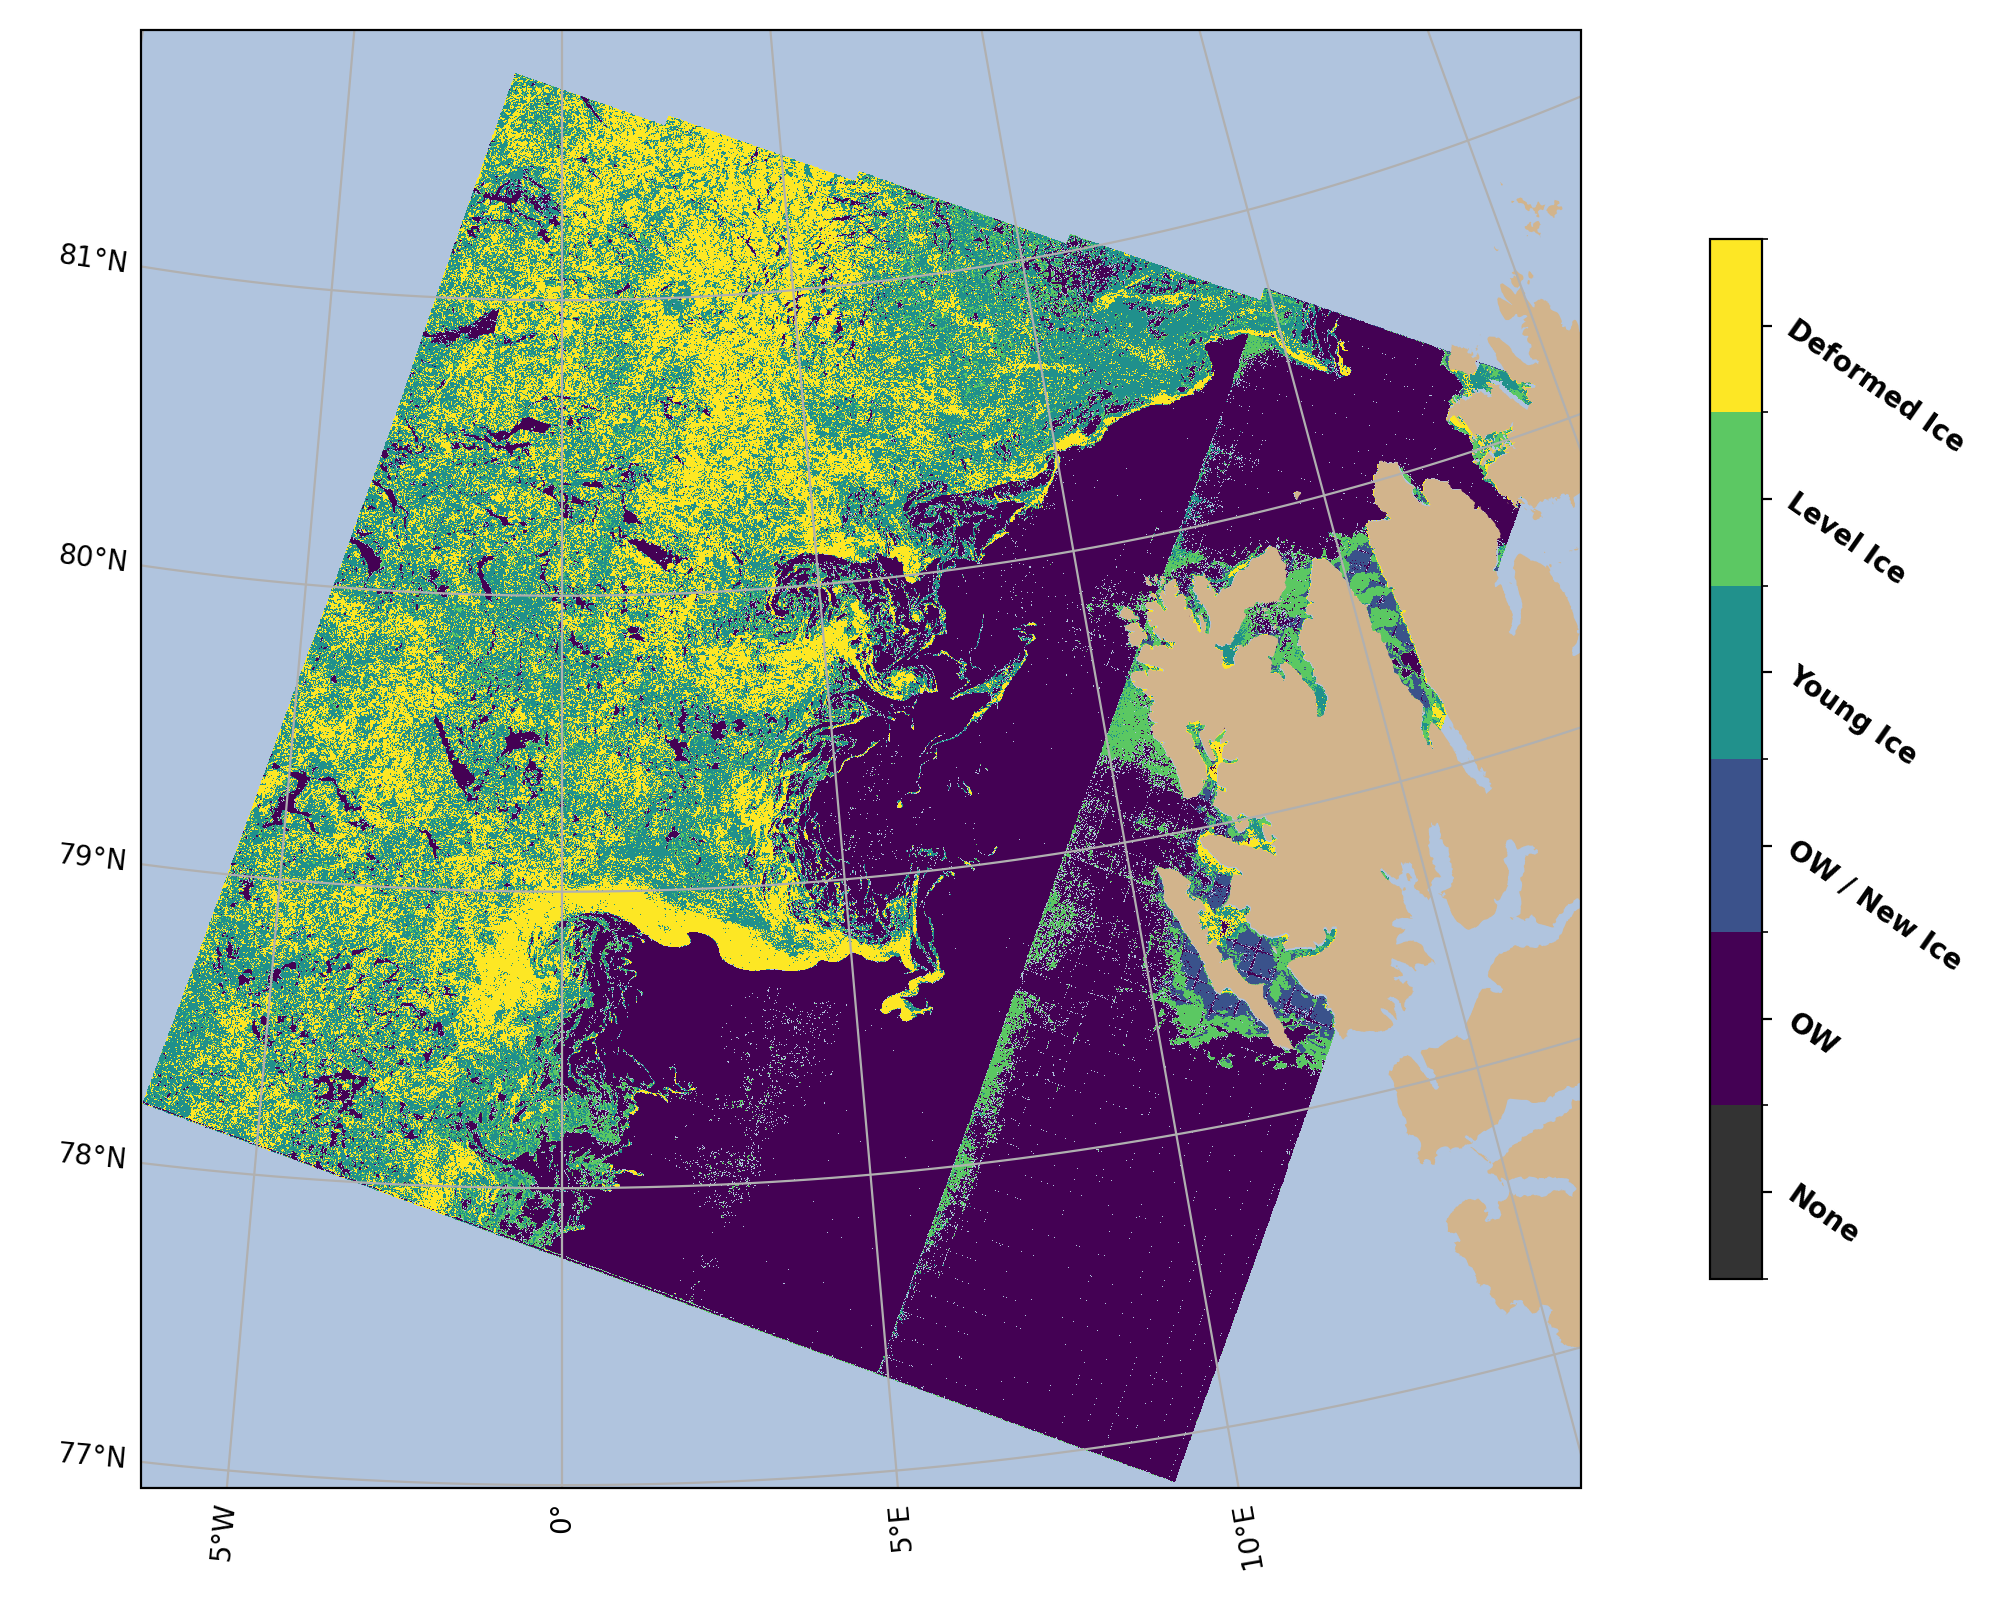 81°N
80°N
79°N
78°N
77°N
5°W
0°
5°E
10°E
Deformed Ice
Level Ice
Young Ice
OW / New Ice
OW
None